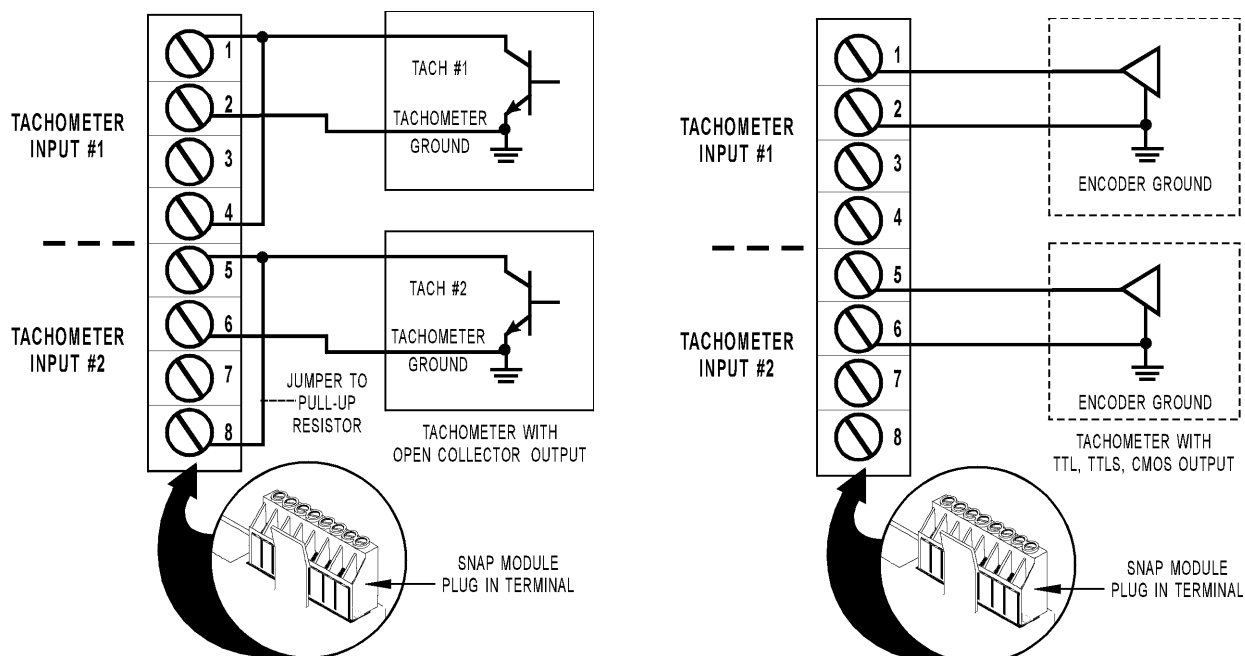 TACHOMETER
INPUT #1
TACHOMETER
INPUT #2
1
2
3
4
5
6
7
8
TACH #1
TACHOMETER
GROUND
TACH #2
TACHOMETER
GROUND
JUMPER TO
PULL-UP
RESISTOR
TACHOMETER WITH
OPEN COLLECTOR OUTPUT
SNAP MODULE
PLUG IN TERMINAL
TACHOMETER
INPUT #1
TACHOMETER
INPUT #2
1
2
3
4
5
6
7
8
ENCODER GROUND
ENCODER GROUND
TACHOMETER WITH
TTL, TTLS, CMOS OUTPUT
SNAP MODULE
PLUG IN TERMINAL